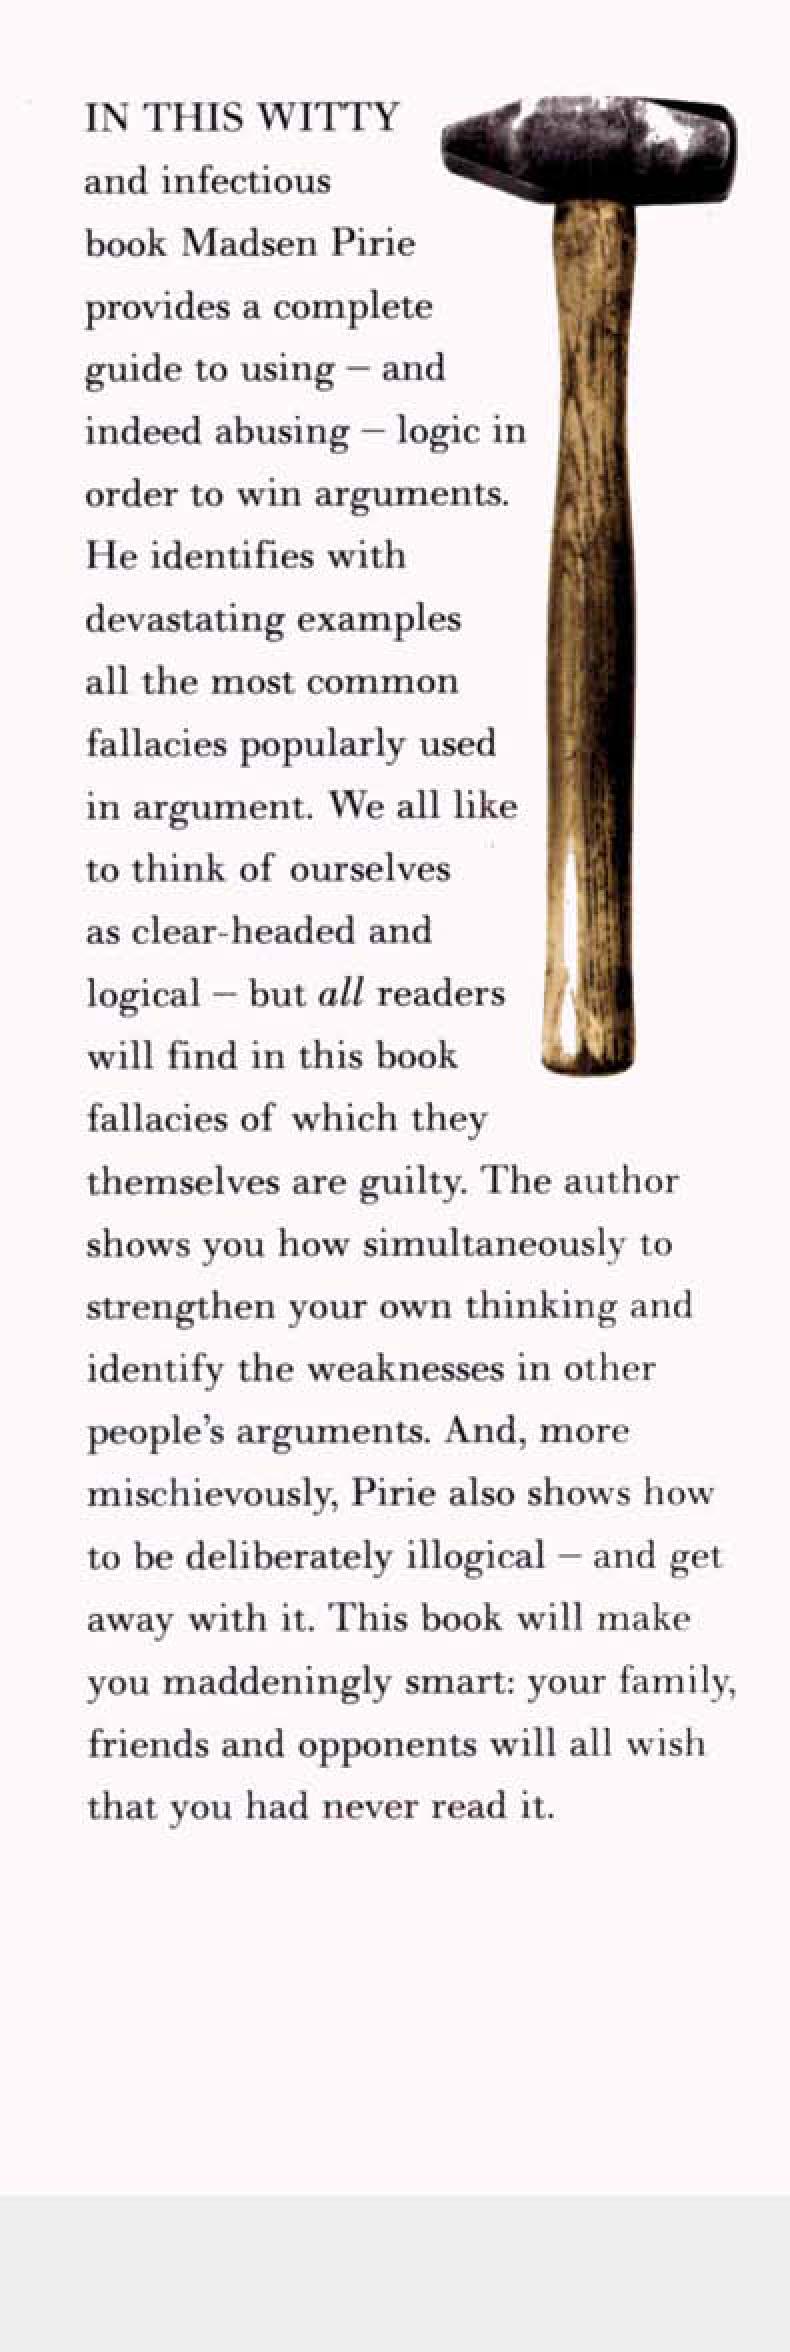 IN THIS WITTY
and infectious
book Madsen Pirie
provides a complete
guide to using – and
indeed abusing – logic in
order to win arguments.
He identifies with
devastating examples
all the most common
fallacies popularly used
in argument. We all like
to think of ourselves
as clear-headed and
logical – but all readers
will find in this book
fallacies of which they
themselves are guilty. The author
shows you how simultaneously to
strengthen your own thinking and
identify the weaknesses in other
people’s arguments. And, more
mischievously, Pirie also shows how
to be deliberately illogical – and get
away with it. This book will make
you maddeningly smart: your family,
friends and opponents will all wish
that you had never read it.